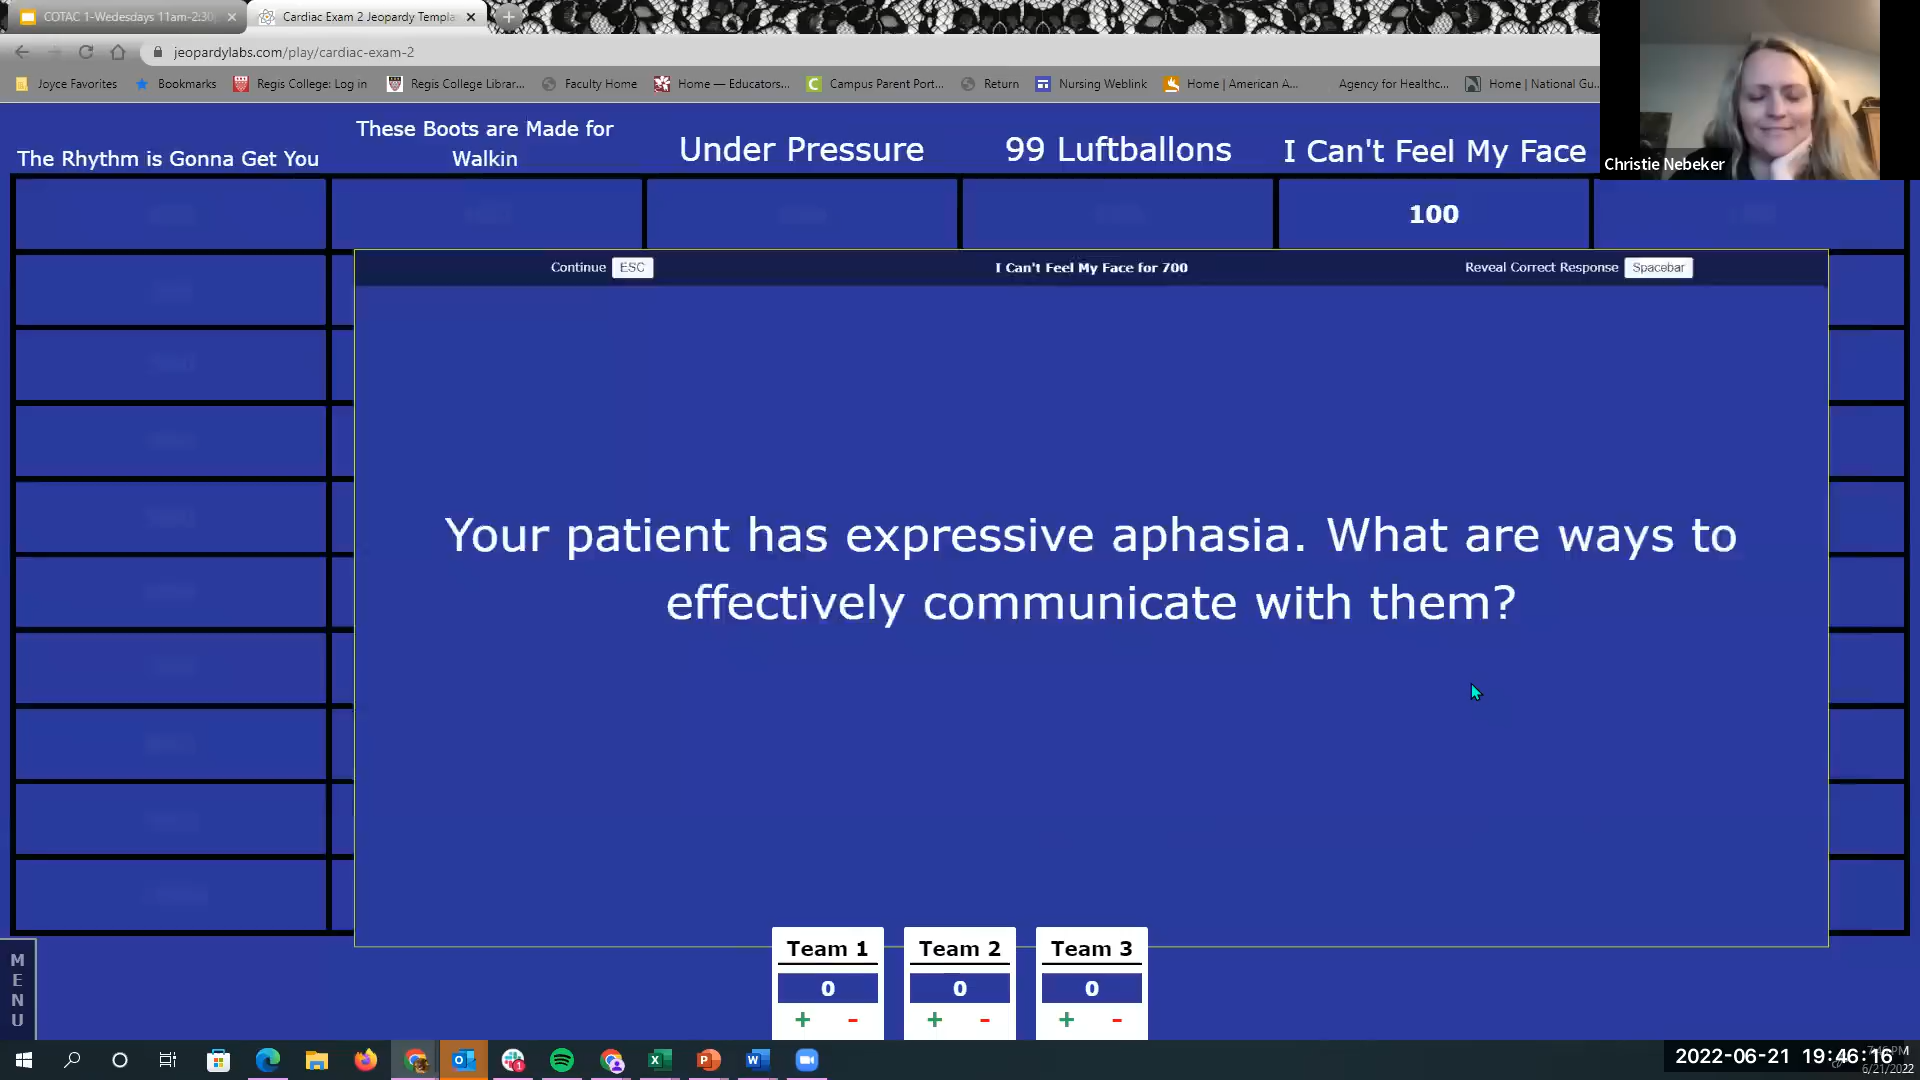 COTAC 1-Wedesdays 11am-2:30
Cardiac Exam 2 Jeopardy Templa
jeopardylabs.com/play/cardiac-exam-2
Joyce Favorites
Bookmarks
Regis College: Log in
Regis College Librar...
Faculty Home
Home — Educators...
Campus Parent Port...
Return
Nursing Weblink
Home | American A...
Agency for Healthc...
Home | National Gu...
Christie Nebeker
The Rhythm is Gonna Get You
These Boots are Made for
Walkin
Under Pressure
99 Luftballons
I Can't Feel My Face
100
Continue ESC
I Can't Feel My Face for 700
Reveal Correct Response Spacebar
Your patient has expressive aphasia. What are ways to
effectively communicate with them?
MENU
Team 1
0
+ -
Team 2
0
+ -
Team 3
0
+ -
2022-06-21 19:46:16
6/21/2022